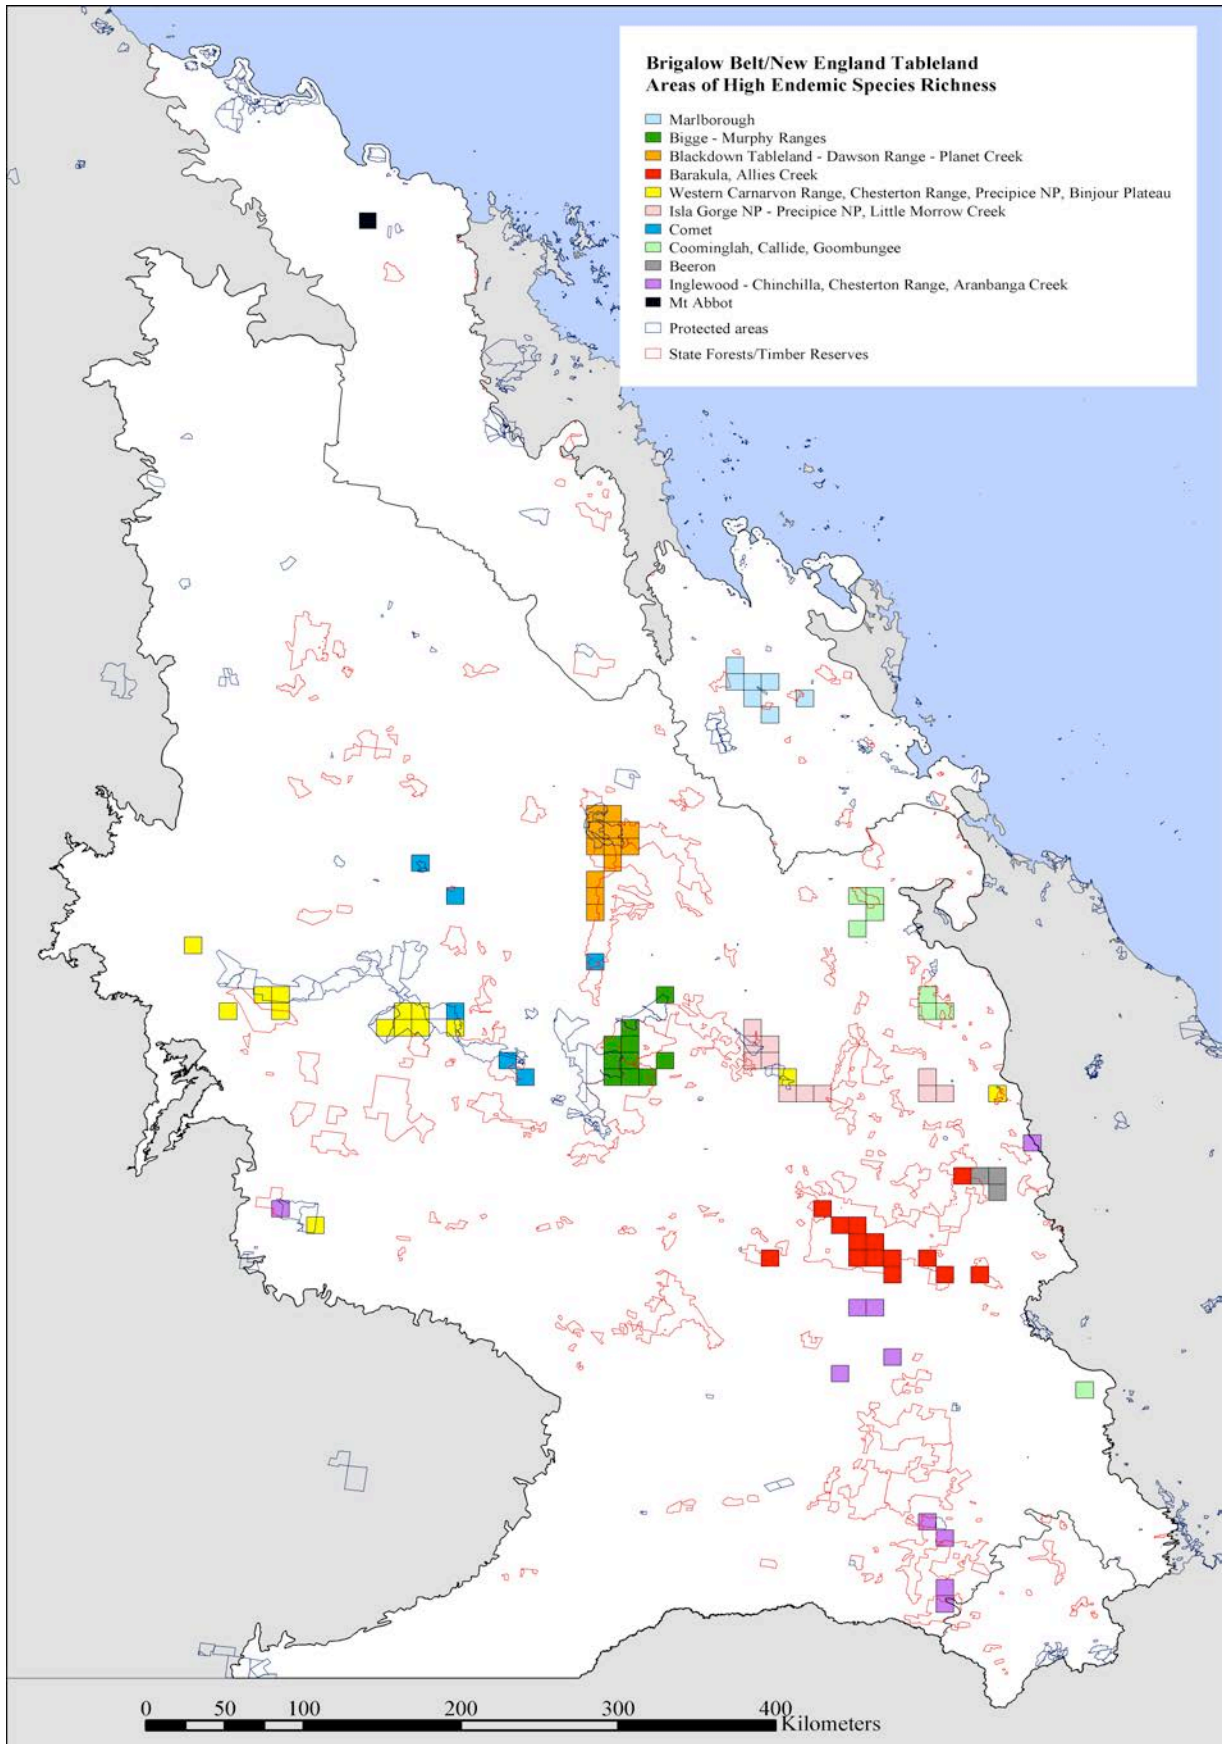 Brigalow Belt/New England Tableland
Areas of High Endemic Species Richness
Marlborough
Bigge - Murphy Ranges
Blackdown Tableland - Dawson Range - Planet Creek
Barakula, Allies Creek
Western Carnarvon Range, Chesterton Range, Precipice NP, Binjour Plateau
Isla Gorge NP - Precipice NP, Little Morrow Creek
Comet
Coominglah, Callide, Goombungee
Beeron
Inglewood - Chinchilla, Chesterton Range, Aranbanga Creek
Mt Abbot
Protected areas
State Forests/Timber Reserves
0 50 100 200 300 400
Kilometers